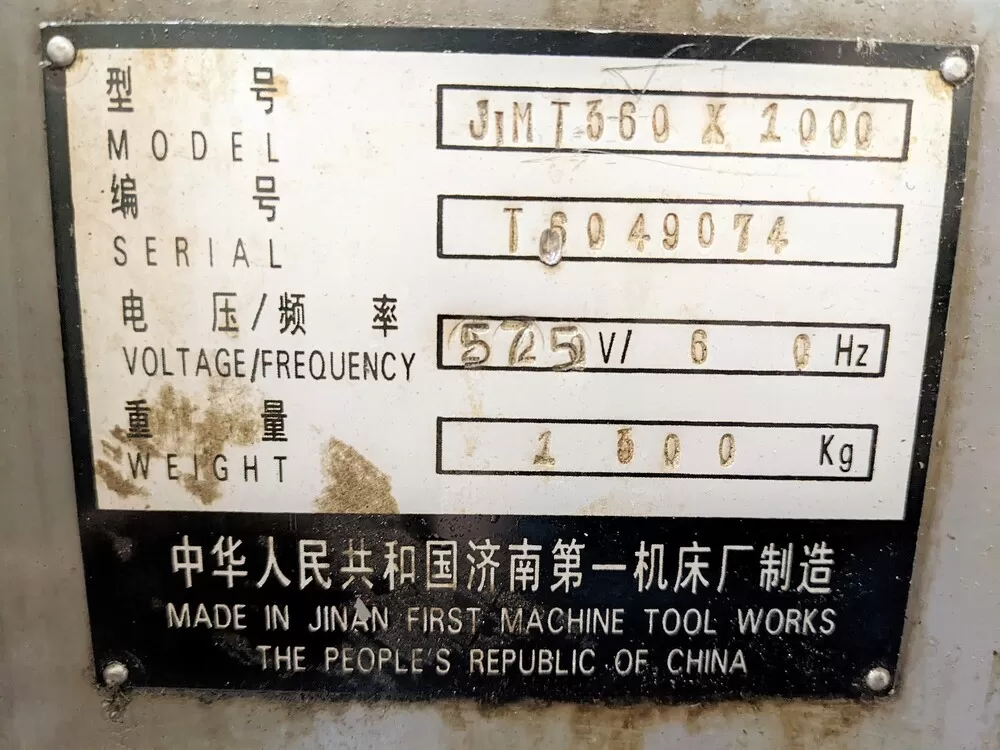 型号
MODEL JIMT360 X 1000
编号
SERIAL T6049074
电压/频率
VOLTAGE/FREQUENCY 575 V/ 60 Hz
重量
WEIGHT 1300 Kg
中华人民共和国济南第一机床厂制造
MADE IN JINAN FIRST MACHINE TOOL WORKS
THE PEOPLE'S REPUBLIC OF CHINA